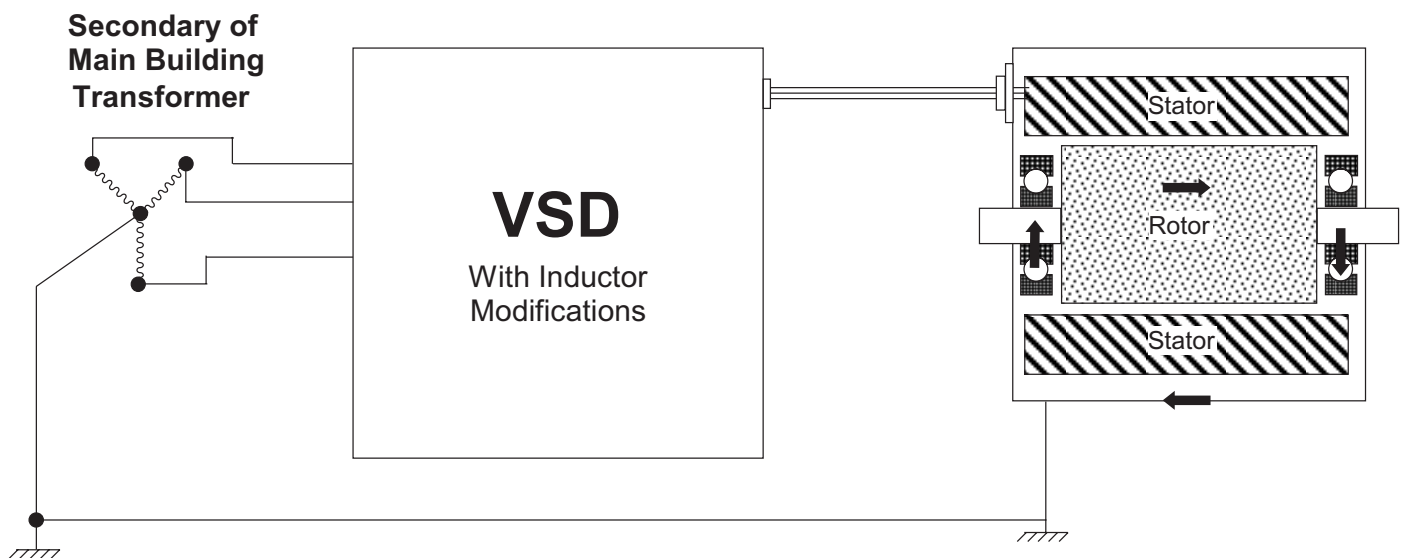 Secondary of
Main Building
Transformer
VSD
With Inductor
Modifications
Stator
Rotor
Stator